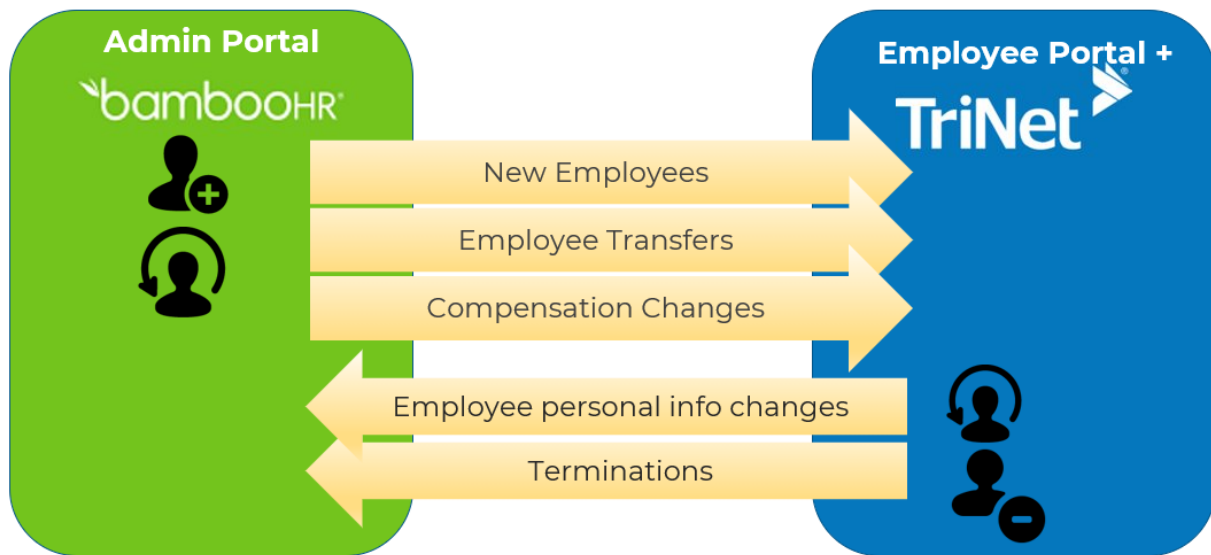 Admin Portal
bambooHR®
Employee Portal +
TriNet®
New Employees
Employee Transfers
Compensation Changes
Employee personal info changes
Terminations